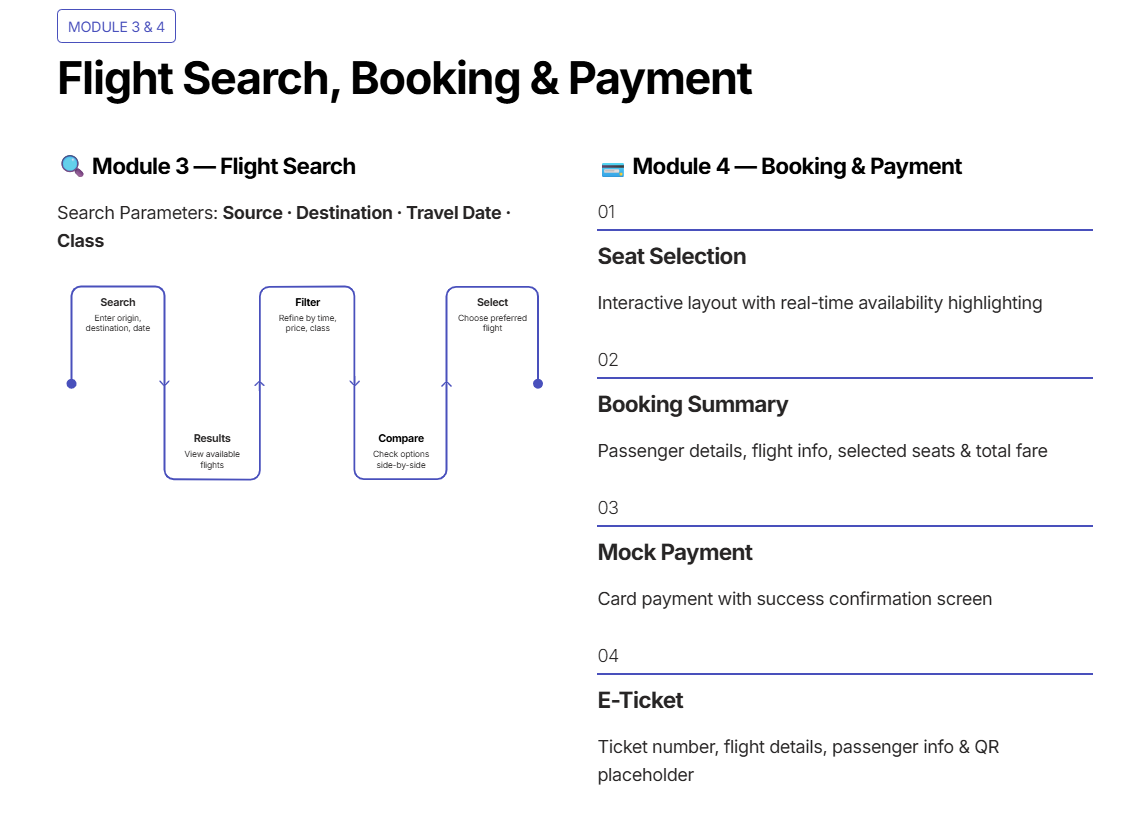 MODULE 3 & 4
Flight Search, Booking & Payment
Module 3 — Flight Search
Search Parameters: Source · Destination · Travel Date ·
Class
Search
Enter origin,
destination, date
Results
View available
flights
Filter
Refine by time,
price, class
Compare
Check options
side-by-side
Select
Choose preferred
flight
Module 4 — Booking & Payment
01
Seat Selection
Interactive layout with real-time availability highlighting
02
Booking Summary
Passenger details, flight info, selected seats & total fare
03
Mock Payment
Card payment with success confirmation screen
04
E-Ticket
Ticket number, flight details, passenger info & QR
placeholder